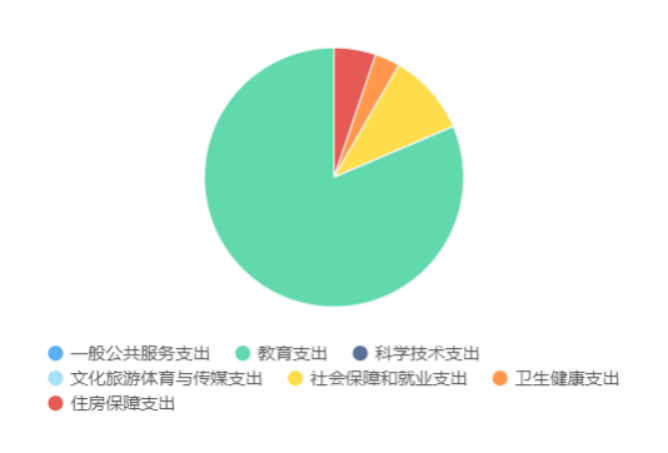 一般公共服务支出 教育支出 科学技术支出
文化旅游体育与传媒支出 社会保障和就业支出 卫生健康支出
住房保障支出